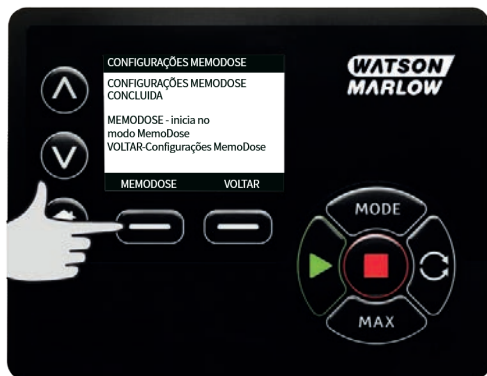 CONFIGURAÇÕES MEMODOSE
CONFIGURAÇÕES MEMODOSE
CONCLUIDA
MEMODOSE - inicia no
modo MemoDose
VOLTAR-Configurações MemoDose
MEMODOSE VOLTAR
WATSON
MARLOW
MODE
MAX